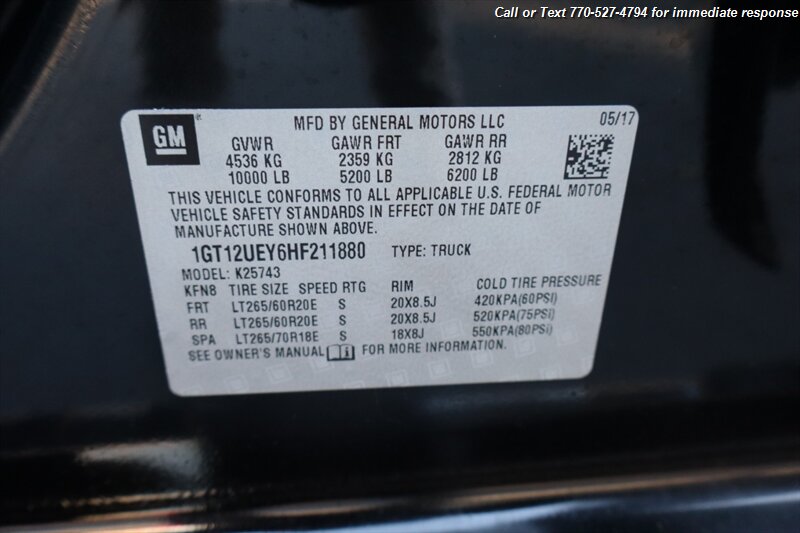 Call or Text 770-527-4794 for immediate response
GM
MFD BY GENERAL MOTORS LLC 05/17
GVWR GAWR FRT GAWR RR
4536 KG 2359 KG 2812 KG
10000 LB 5200 LB 6200 LB
THIS VEHICLE CONFORMS TO ALL APPLICABLE U.S. FEDERAL MOTOR
VEHICLE SAFETY STANDARDS IN EFFECT ON THE DATE OF
MANUFACTURE SHOWN ABOVE.
1GT12UEY6HF211880 TYPE: TRUCK
MODEL: K25743
KFN8 TIRE SIZE SPEED RTG RIM COLD TIRE PRESSURE
FRT LT265/60R20E S 20X8.5J 420KPA(60PSI)
RR LT265/60R20E S 20X8.5J 520KPA(75PSI)
SPA LT265/70R18E S 18X8J 550KPA(80PSI)
SEE OWNER'S MANUAL FOR MORE INFORMATION.